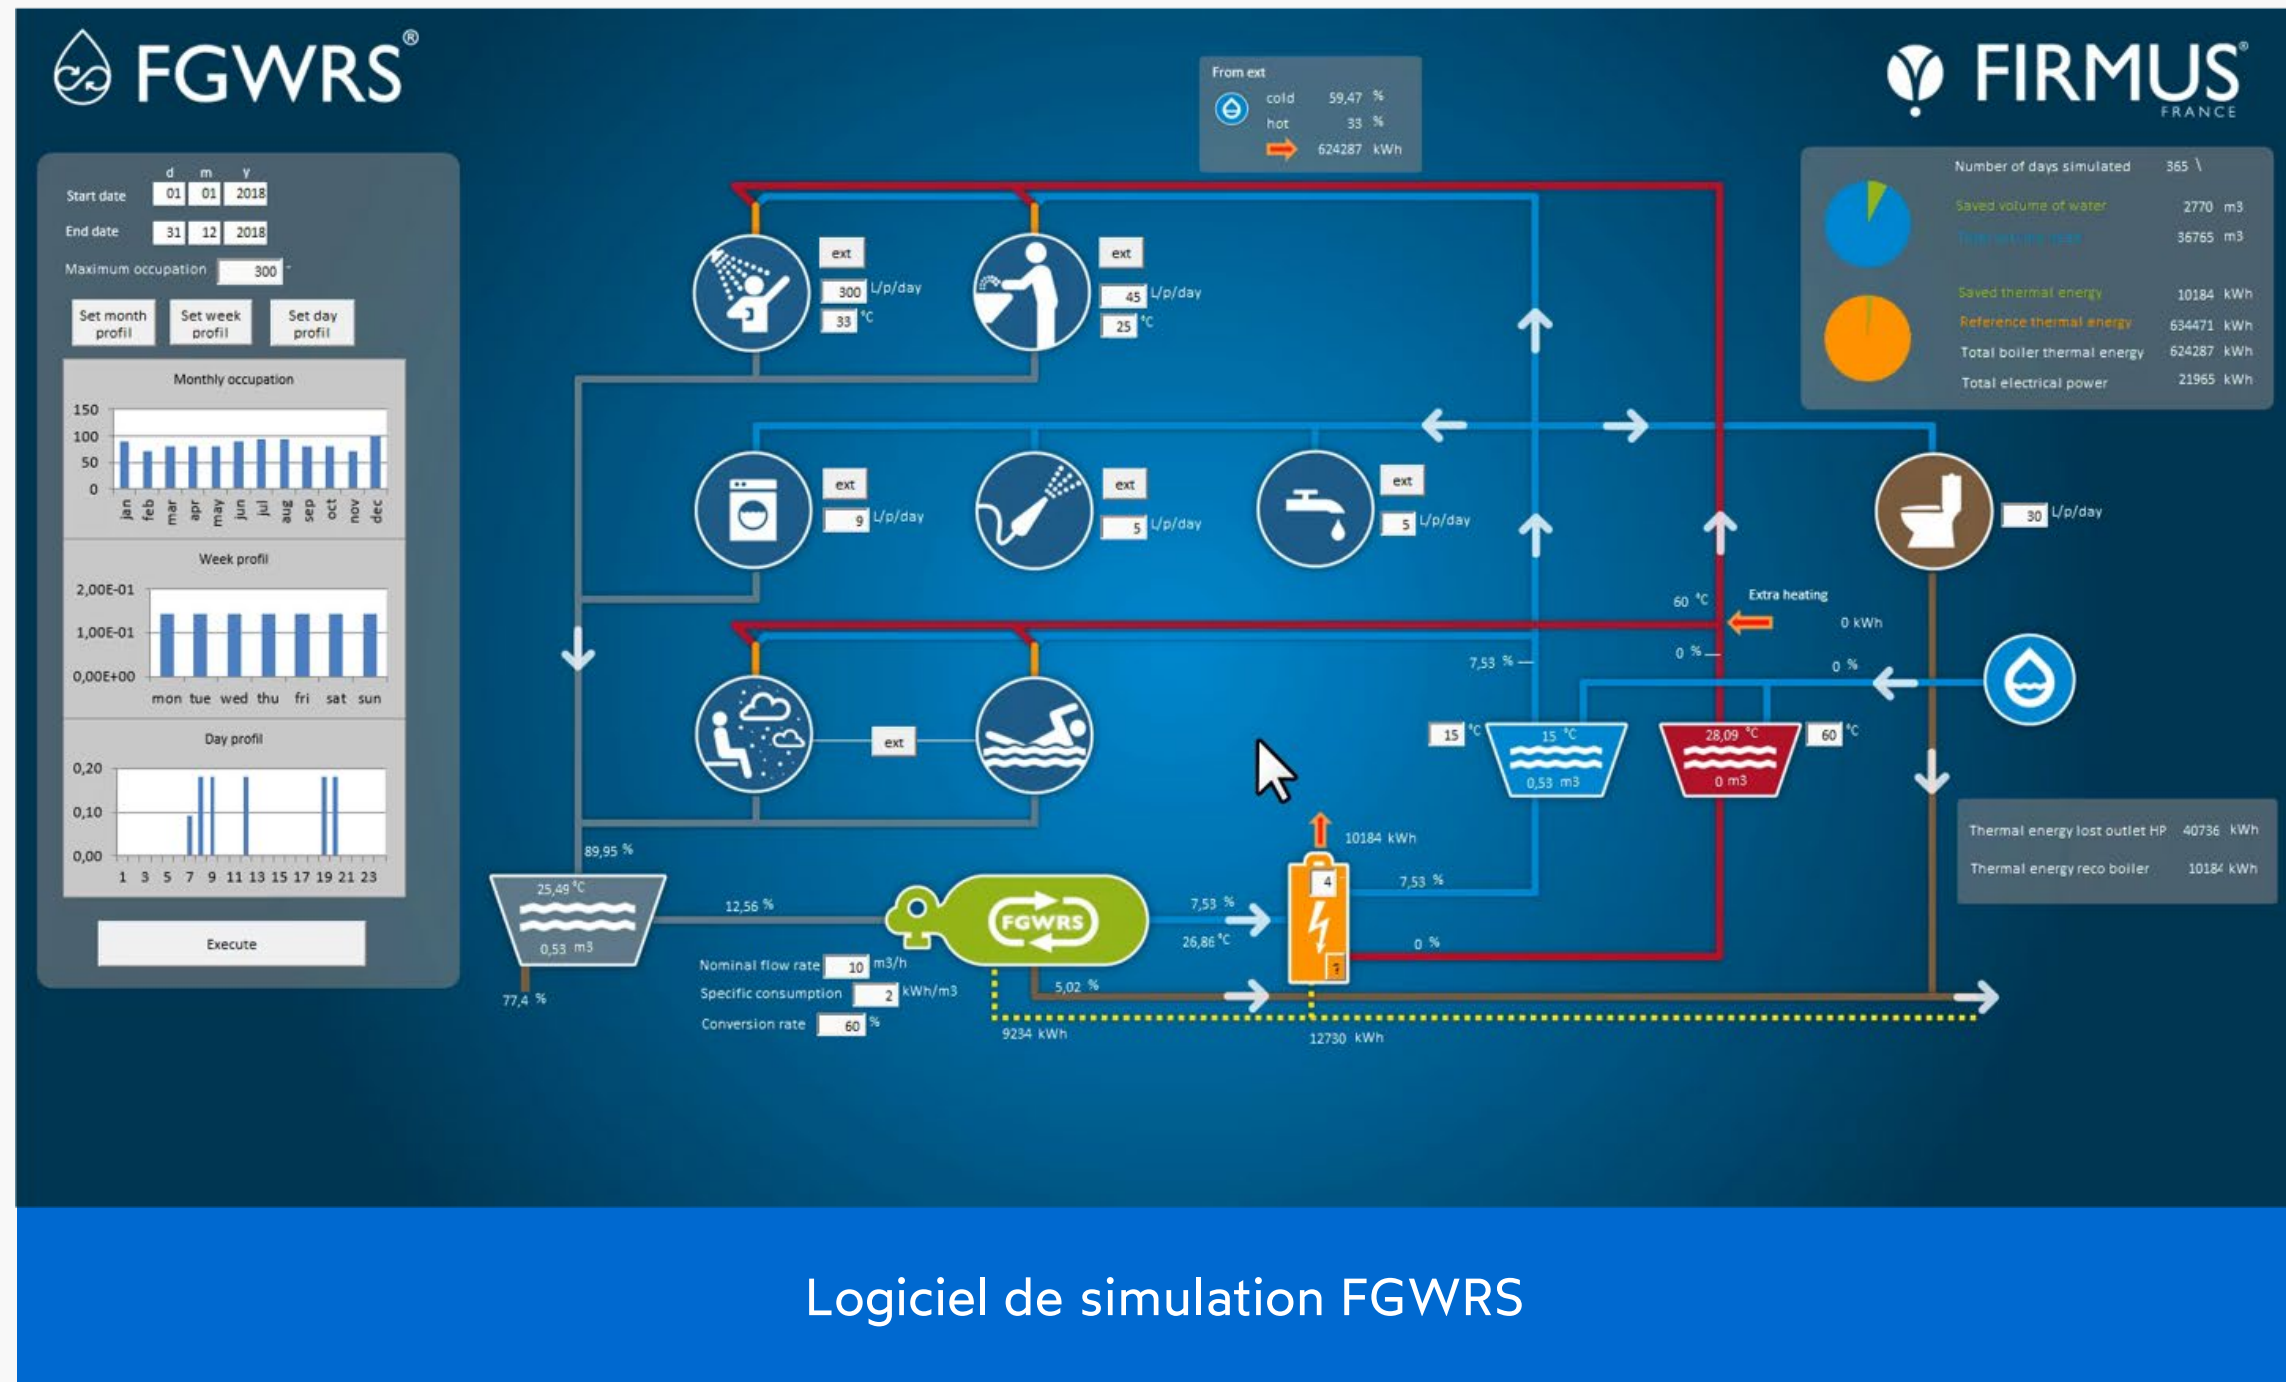 FGWRS®
FIRMUS®
FRANCE
d m y
Start date 01 01 2018
End date 31 12 2018
Maximum occupation 300 -
Set month profil
Set week profil
Set day profil
Monthly occupation
150
100
50
0
jan feb mar apr may jun jul aug sep oct nov dec
Week profil
2,00E-01
1,00E-01
0,00E+00
mon tue wed thu fri sat sun
Day profil
0,20
0,10
0,00
1 3 5 7 9 11 13 15 17 19 21 23
Execute
From ext
cold 59,47 %
hot 33 %
624287 kWh
Number of days simulated 365 \
Saved volume of water 2770 m3
36765 m3
Saved thermal energy 10184 kWh
Reference thermal energy 634471 kWh
Total boiler thermal energy 624287 kWh
Total electrical power 21965 kWh
ext
300 L/p/day
33 °C
ext
45 L/p/day
25 °C
ext
9 L/p/day
ext
5 L/p/day
ext
5 L/p/day
30 L/p/day
60 °C
Extra heating
0 kWh
7,53 %
0 %
0 %
ext
15 °C
15 °C
0,53 m3
28,09 °C
0 m3
60 °C
10184 kWh
Thermal energy lost outlet HP 40736 kWh
Thermal energy reco boiler 10184 kWh
89,95 %
25,49 °C
0,53 m3
77,4 %
12,56 %
FGWRS
7,53 %
26,86 °C
4
7,53 %
0 %
Nominal flow rate 10 m3/h
Specific consumption 2 kWh/m3
Conversion rate 60 %
5,02 %
9234 kWh
12730 kWh
Logiciel de simulation FGWRS